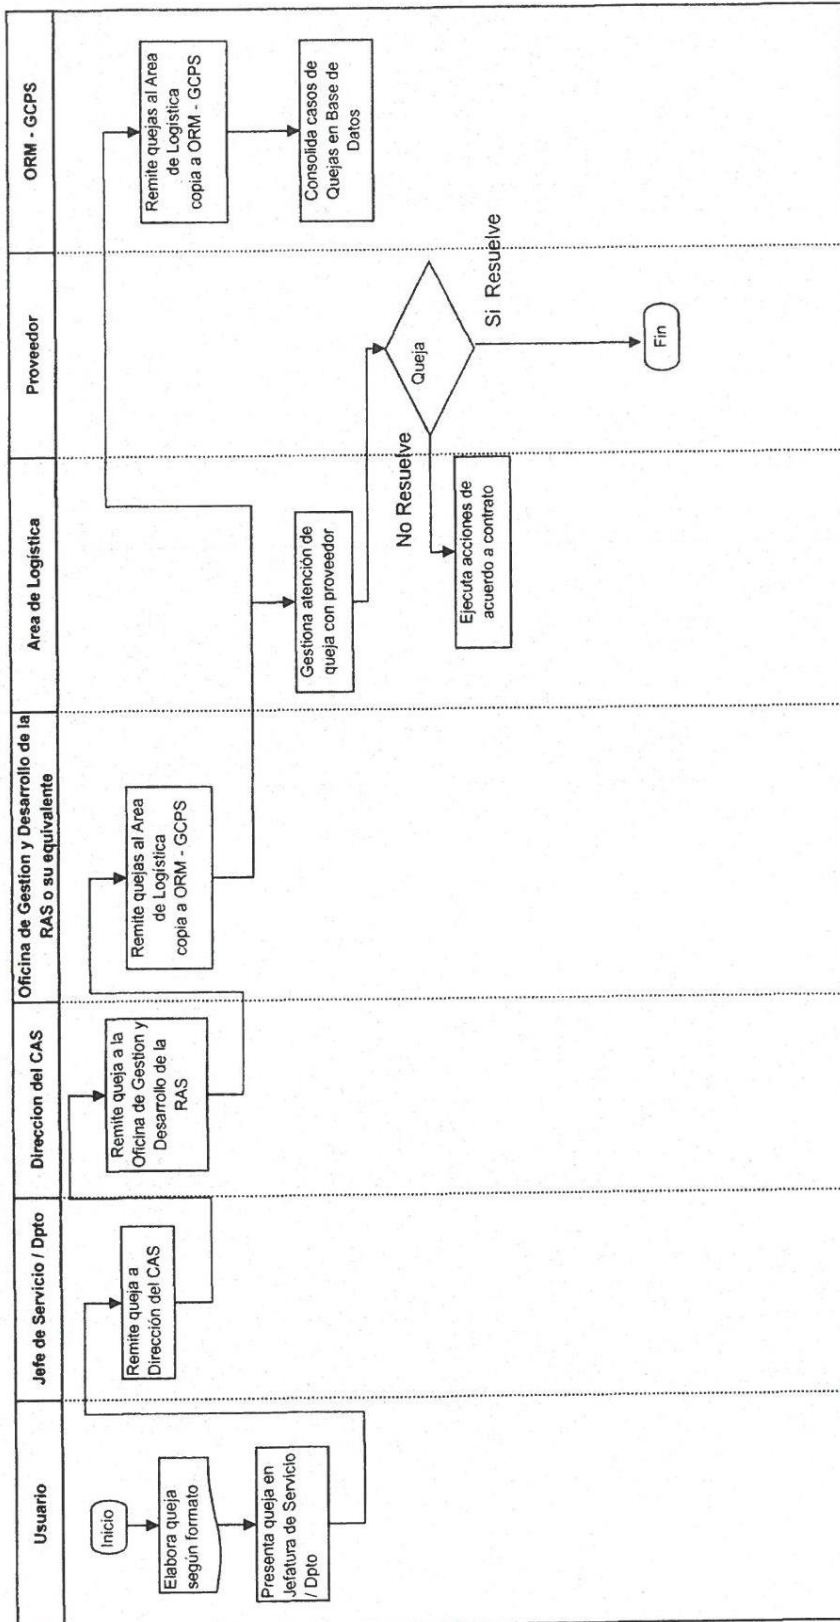 Usuario
Jefe de Servicio / Dpto
Direccion del CAS
Oficina de Gestion y Desarrollo de la
RAS o su equivalente
Area de Logística
Proveedor
ORM - GCPS
Inicio
Elabora queja
según formato
Presenta queja en
Jefatura de Servicio
/ Dpto
Remite queja a
Dirección del CAS
Remite queja a la
Oficina de Gestion y
Desarrollo de la
RAS
Remite quejas al Area
de Logística
copia a ORM - GCPS
Gestiona atención de
queja con proveedor
No Resuelve
Ejecuta acciones de
acuerdo a contrato
Queja
Si Resuelve
Fin
Remite quejas al Area
de Logística
copia a ORM - GCPS
Consolida casos de
Quejas en Base de
Datos